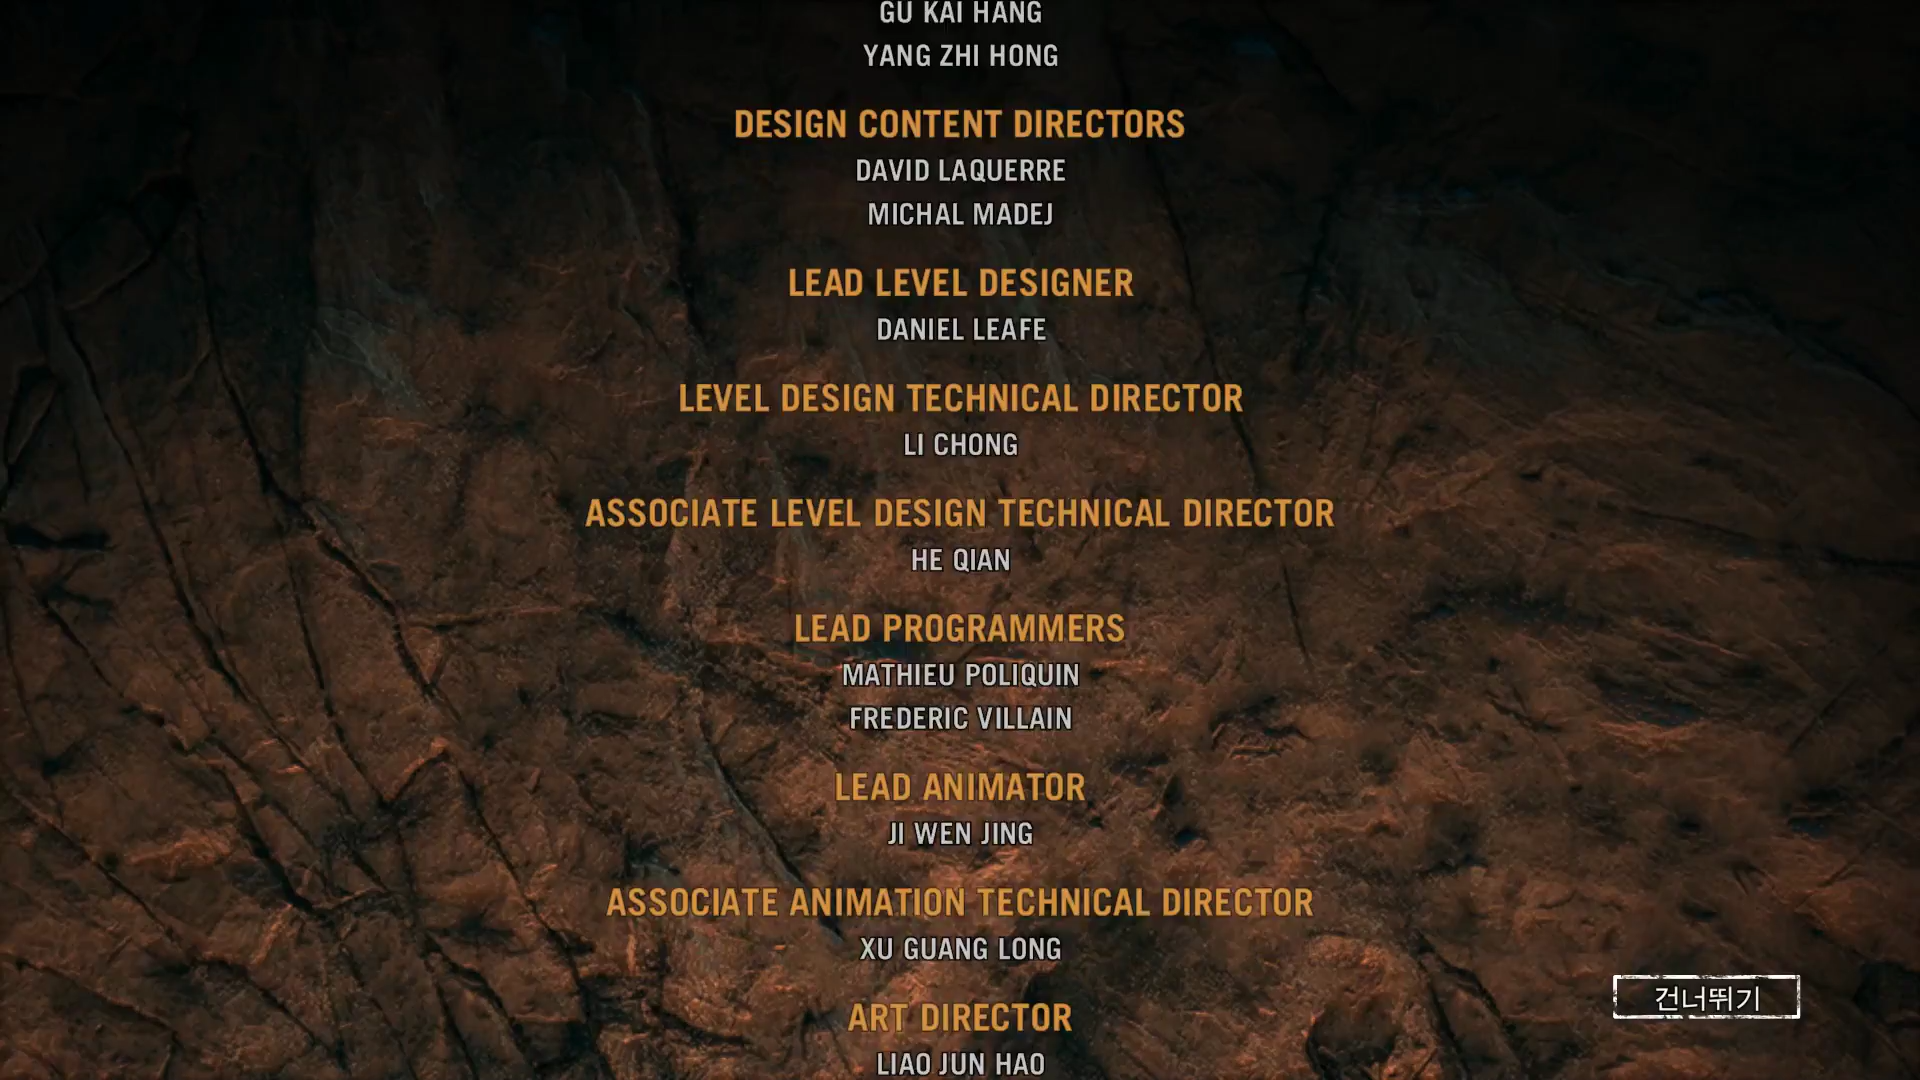 GU KAI HANG
YANG ZHI HONG
DESIGN CONTENT DIRECTORS
DAVID LAQUERRE
MICHAL MADEJ
LEAD LEVEL DESIGNER
DANIEL LEAFE
LEVEL DESIGN TECHNICAL DIRECTOR
LI CHONG
ASSOCIATE LEVEL DESIGN TECHNICAL DIRECTOR
HE QIAN
LEAD PROGRAMMERS
MATHIEU POLIQUIN
FREDERIC VILLAIN
LEAD ANIMATOR
JI WEN JING
ASSOCIATE ANIMATION TECHNICAL DIRECTOR
XU GUANG LONG
건너뛰기
ART DIRECTOR
LIAO JUN HAO